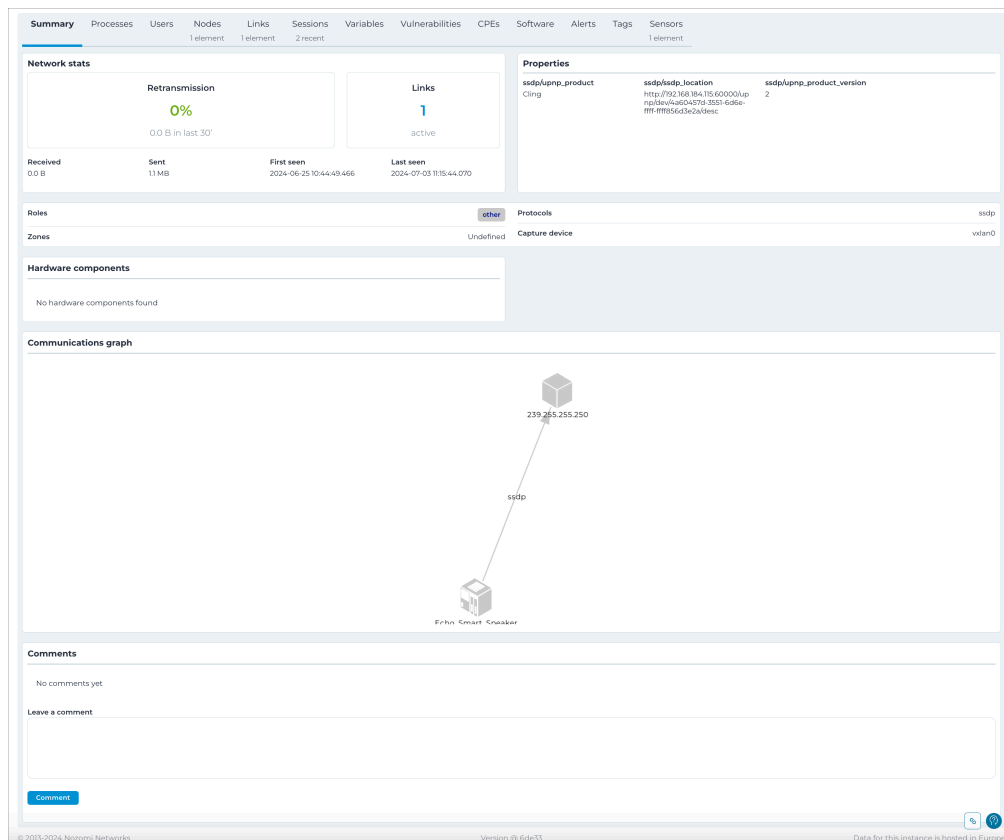 Summary Processes Users Nodes Links Sessions Variables Vulnerabilities CPEs Software Alerts Tags Sensors
1 element 1 element 2 recent 1 element
Network stats
Retransmission
0%
0.0 B in last 30'
Links
1
active
Received Sent First seen Last seen
0.0 B 1.1 MB 2024-06-25 10:44:49.466 2024-07-03 11:15:44.070
Properties
ssdp/upnp_product ssdp/ssdp_location ssdp/upnp_product_version
Cling http://192.168.184.115:60000/up 2
np/dev/4a60457d-3551-6d6e-
ffff-ffff856d3e2a/desc
Roles other
Zones Undefined
Protocols ssdp
Capture device vxlan0
Hardware components
No hardware components found
Communications graph
239.255.255.250
ssdp
Echo_Smart_Speaker
Comments
No comments yet
Leave a comment
Comment
© 2013-2024 Nozomi Networks Version @ 6de33 Data for this instance is hosted in Europe